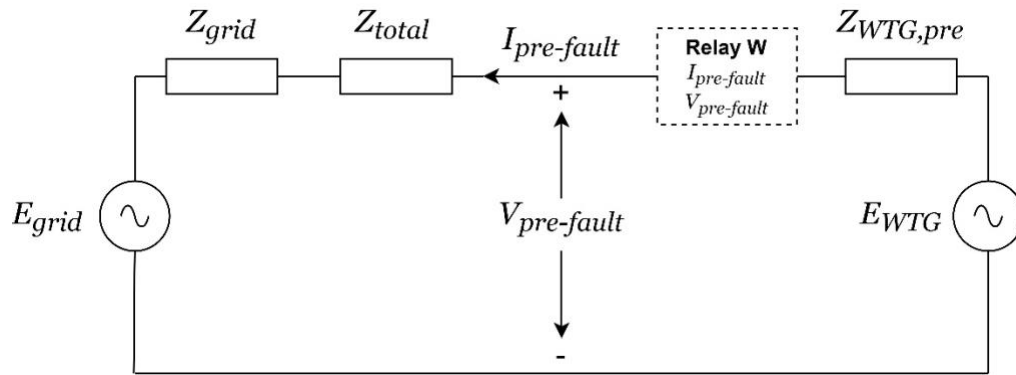 Z_grid
Z_total
I_pre-fault
Relay W
I_pre-fault
V_pre-fault
Z_WTG,pre
+
E_grid
V_pre-fault
E_WTG
-